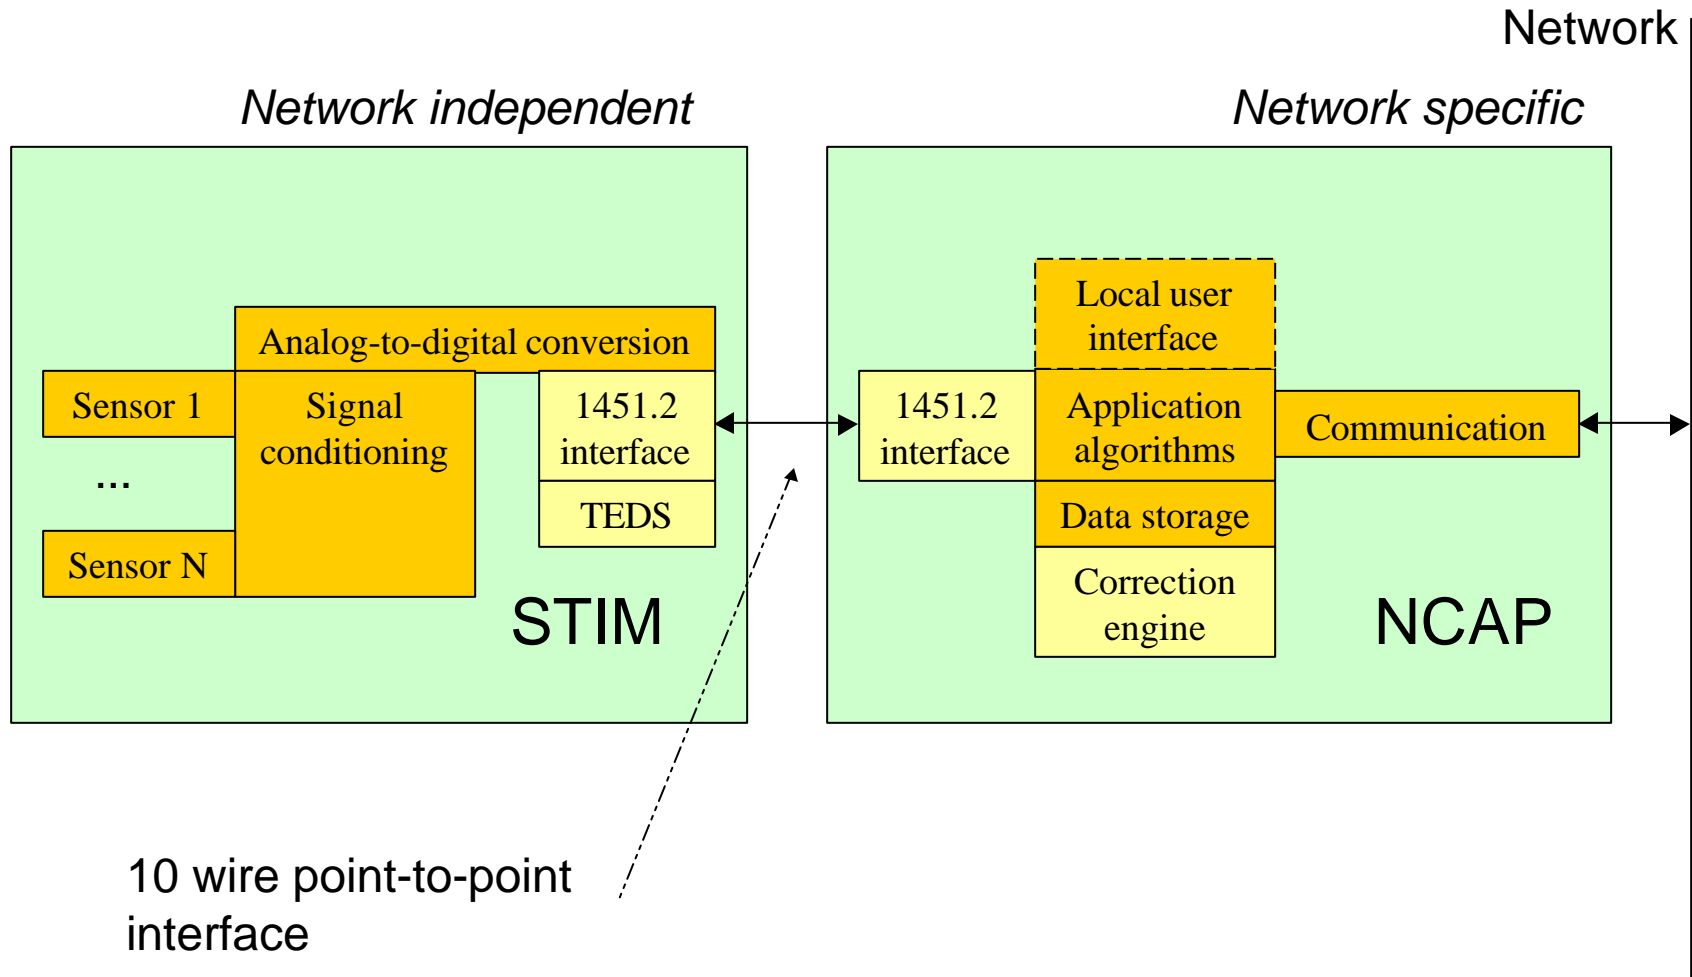 Network
Network independent
Network specific
Analog-to-digital conversion
Sensor 1
...
Sensor N
Signal
conditioning
1451.2
interface
TEDS
STIM
1451.2
interface
Local user
interface
Application
algorithms
Data storage
Correction
engine
Communication
NCAP
10 wire point-to-point
interface